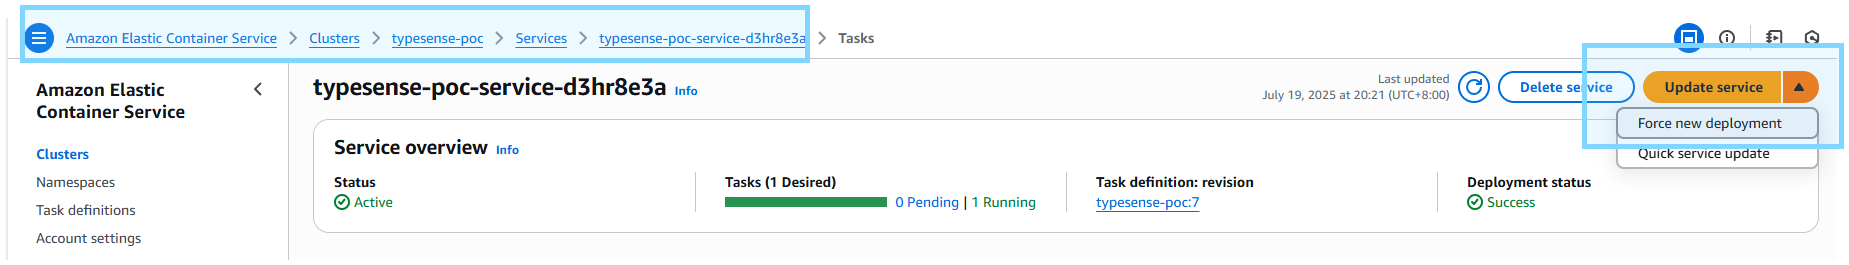 Amazon Elastic Container Service > Clusters > typesense-poc > Services > typesense-poc-service-d3hr8e3a > Tasks
Amazon Elastic
Container Service
Clusters
Namespaces
Task definitions
Account settings
typesense-poc-service-d3hr8e3a Info
Last updated
July 19, 2025 at 20:21 (UTC+8:00)
Delete service
Update service
Force new deployment
Quick service update
Service overview Info
Status
Active
Tasks (1 Desired)
0 Pending | 1 Running
Task definition: revision
typesense-poc:7
Deployment status
Success